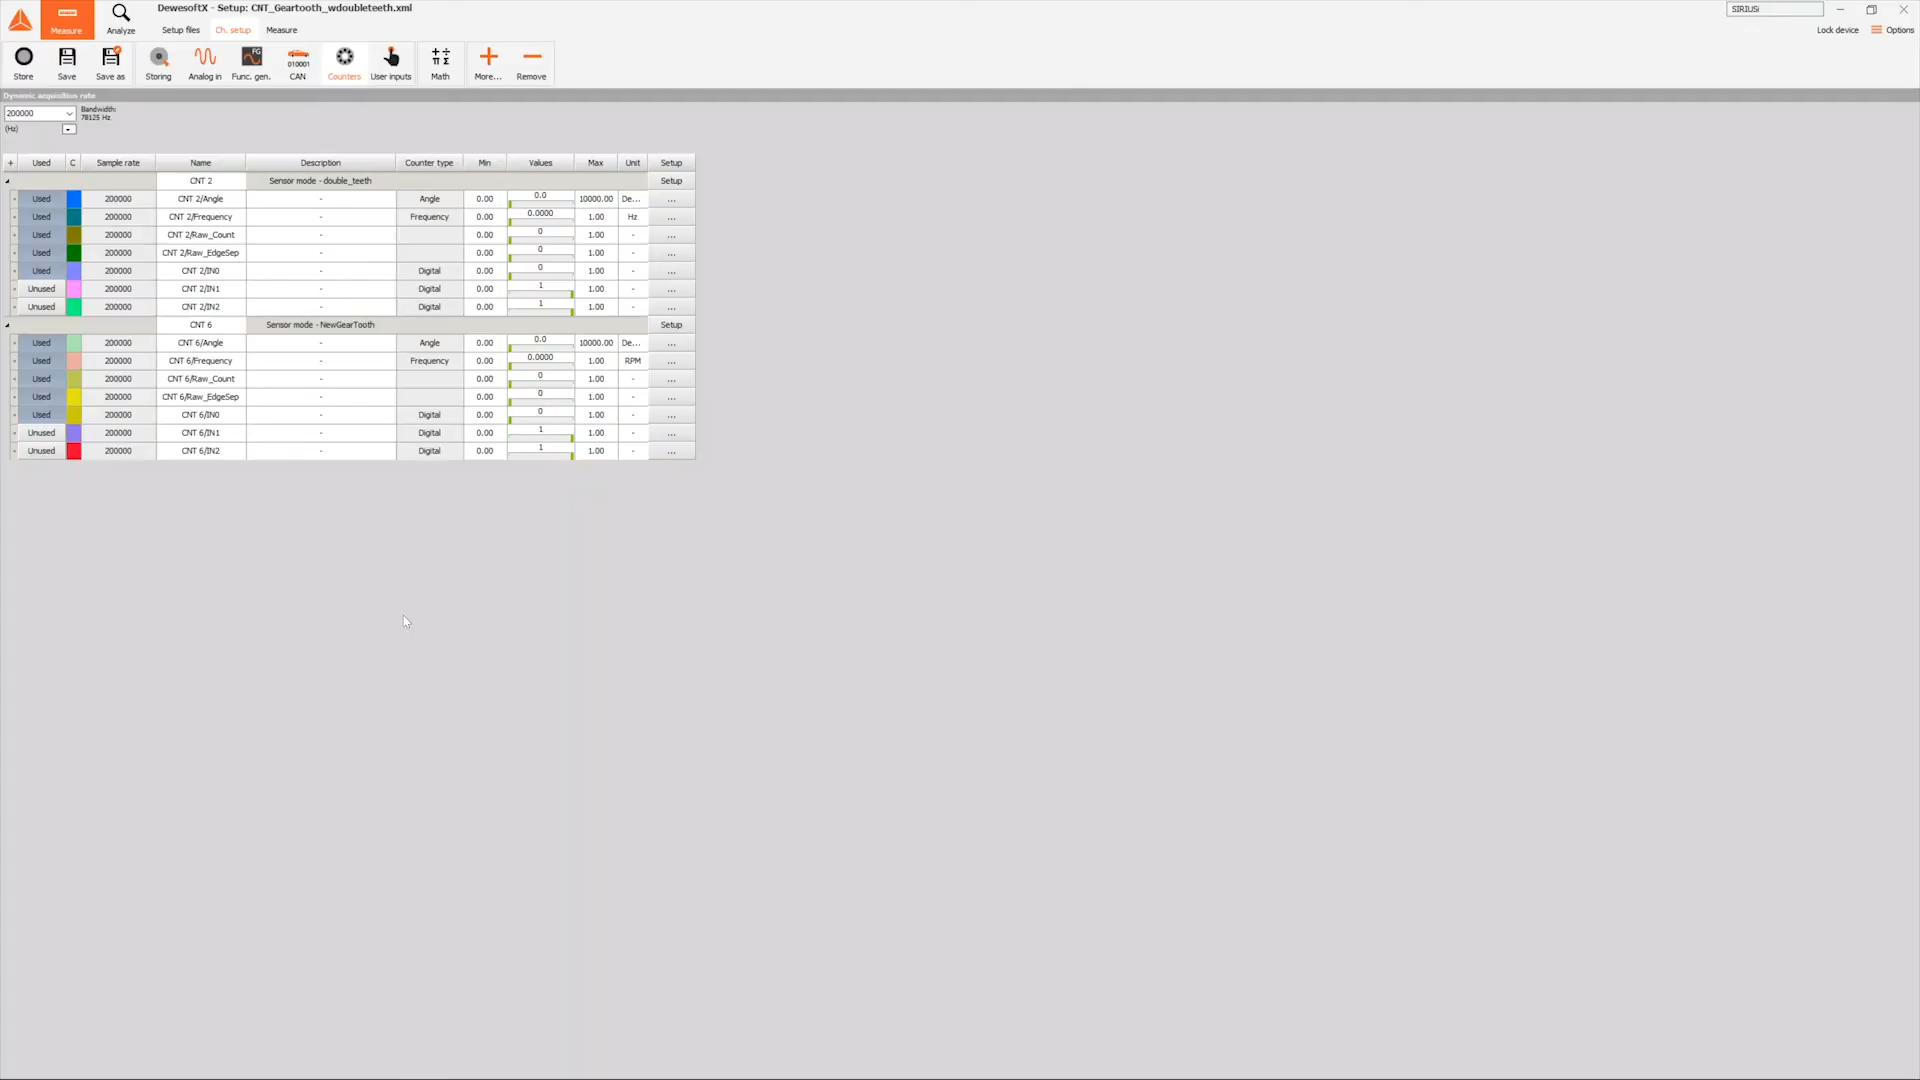 DewesoftX - Setup: CNT_Geartooth_wdoubleteeth.xml
SIRIUSi
Measure
Analyze
Setup files Ch. setup Measure
Lock device Options
Store Save Save as Storing Analog in Func. gen. CAN Counters User inputs Math More... Remove
FG
010001
Dynamic acquisition rate
200000
Bandwidth:
78125 Hz
(Hz)
+ Used C Sample rate Name Description Counter type Min Values Max Unit Setup
CNT 2 Sensor mode - double_teeth Setup
Used 200000 CNT 2/Angle - Angle 0.00 0.0 10000.00 De... ...
Used 200000 CNT 2/Frequency - Frequency 0.00 0.0000 1.00 Hz ...
Used 200000 CNT 2/Raw_Count - 0.00 0 1.00 - ...
Used 200000 CNT 2/Raw_EdgeSep - 0.00 0 1.00 - ...
Used 200000 CNT 2/IN0 - Digital 0.00 0 1.00 - ...
Unused 200000 CNT 2/IN1 - Digital 0.00 1 1.00 - ...
Unused 200000 CNT 2/IN2 - Digital 0.00 1 1.00 - ...
CNT 6 Sensor mode - NewGearTooth Setup
Used 200000 CNT 6/Angle - Angle 0.00 0.0 10000.00 De... ...
Used 200000 CNT 6/Frequency - Frequency 0.00 0.0000 1.00 RPM ...
Used 200000 CNT 6/Raw_Count - 0.00 0 1.00 - ...
Used 200000 CNT 6/Raw_EdgeSep - 0.00 0 1.00 - ...
Used 200000 CNT 6/IN0 - Digital 0.00 0 1.00 - ...
Unused 200000 CNT 6/IN1 - Digital 0.00 1 1.00 - ...
Unused 200000 CNT 6/IN2 - Digital 0.00 1 1.00 - ...